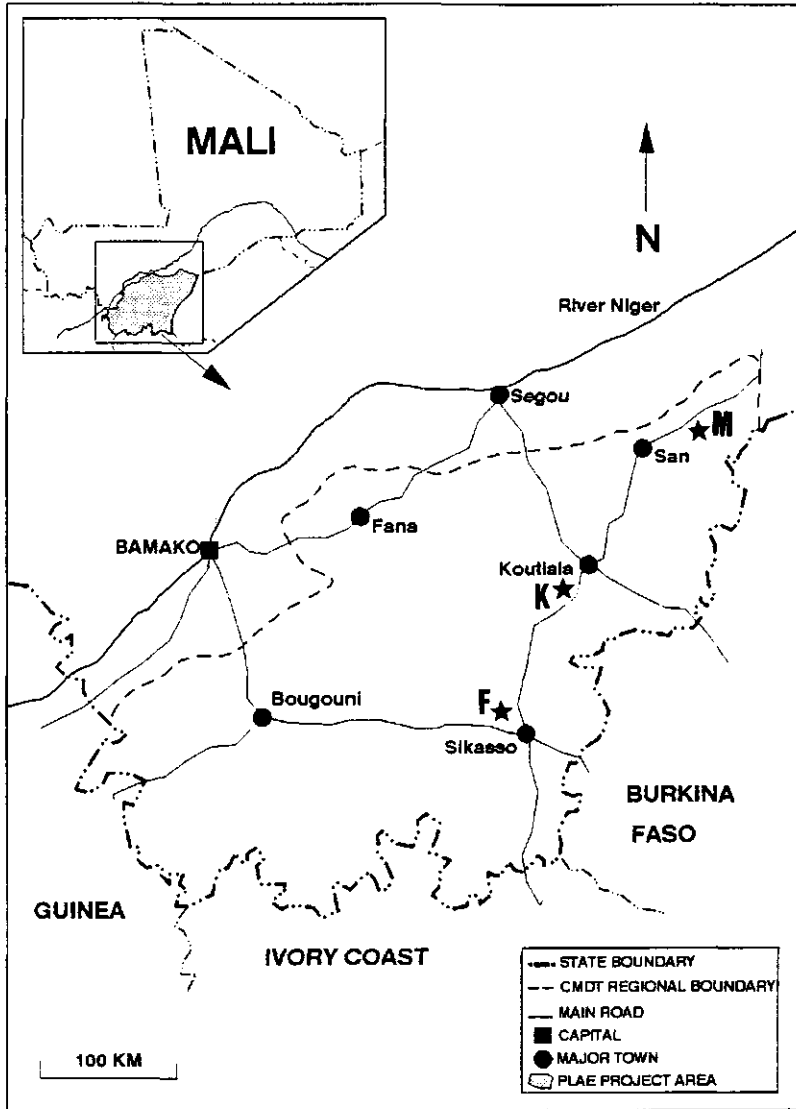 MALI
N
River Niger
Segou
M
San
Fana
BAMAKO
Koutiala
K
Bougouni
F
Sikasso
BURKINA
FASO
GUINEA
IVORY COAST
STATE BOUNDARY
CMDT REGIONAL BOUNDARY
MAIN ROAD
CAPITAL
MAJOR TOWN
PLAE PROJECT AREA
100 KM